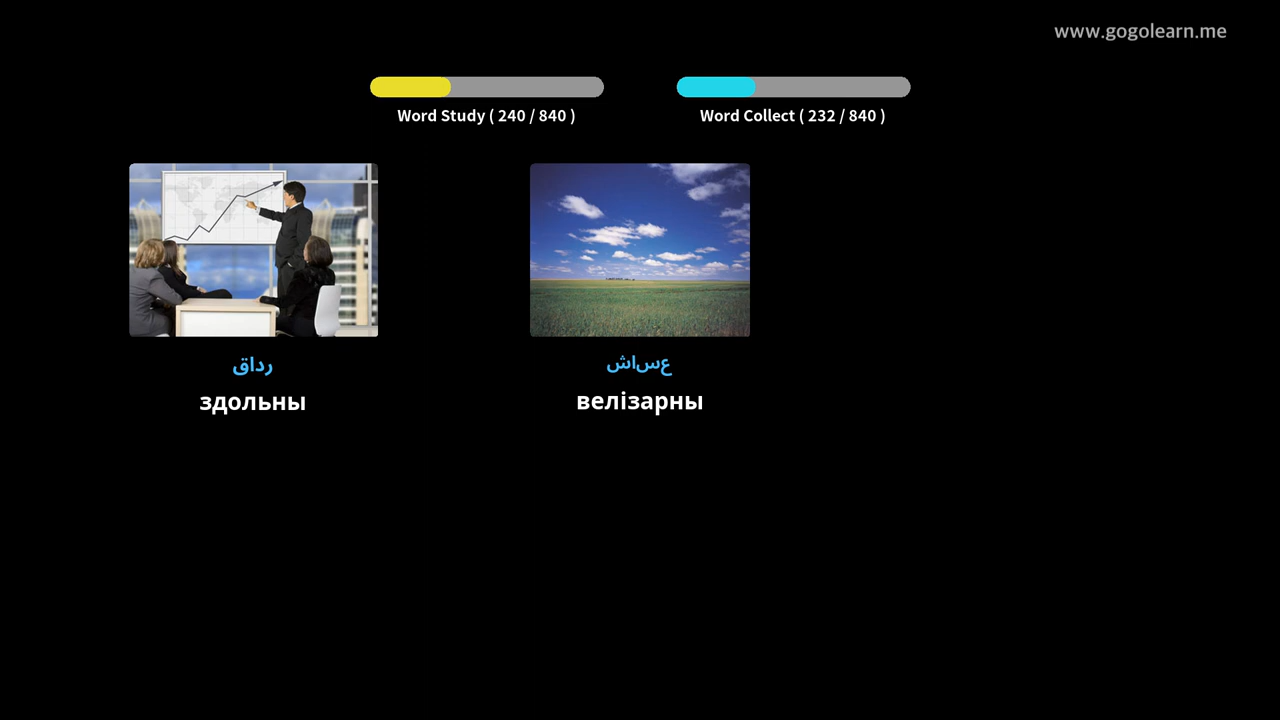 www.gogolearn.me
Word Study ( 240 / 840 )
Word Collect ( 232 / 840 )
رداق
здольны
عساش
велізарны